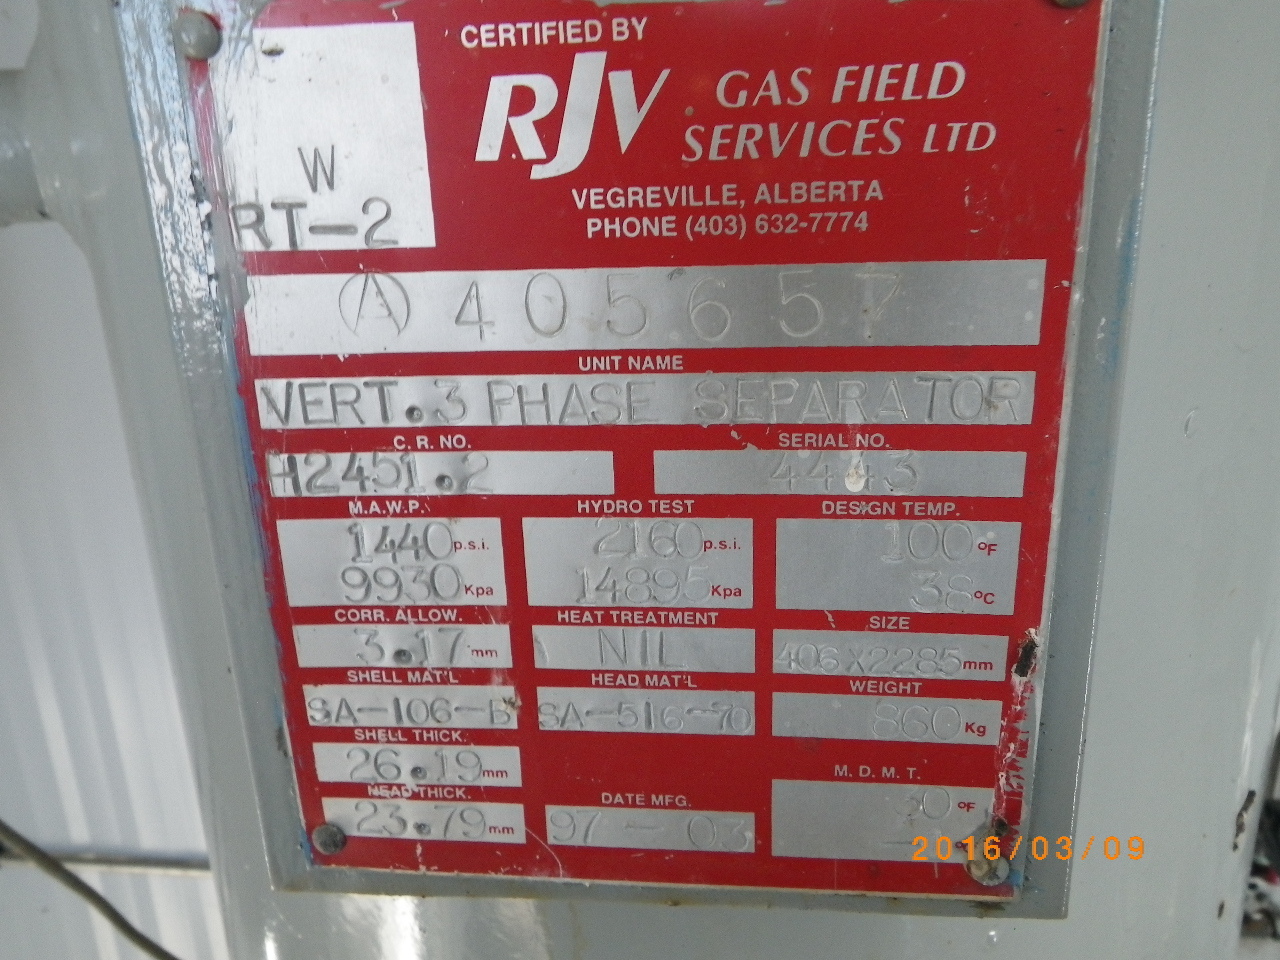 CERTIFIED BY
RJV GAS FIELD
SERVICES LTD
VEGREVILLE, ALBERTA
PHONE (403) 632-7774
W
RT-2
A 405657
UNIT NAME
VERT. 3 PHASE SEPARATOR
C. R. NO. SERIAL NO.
H2451.2 4443
M.A.W.P. HYDRO TEST DESIGN TEMP.
1440 p.s.i. 2160 p.s.i. 100 °F
9930 Kpa 14895 Kpa 38 °C
CORR. ALLOW. HEAT TREATMENT SIZE
3.17 mm NIL 406X2285 mm
SHELL MAT'L HEAD MAT'L WEIGHT
SA-106-B SA-516-70 860 Kg
SHELL THICK.
26.19 mm M. D. M. T.
HEAD THICK. DATE MFG. 30 °F
23.79 mm 97-03
2016/03/09